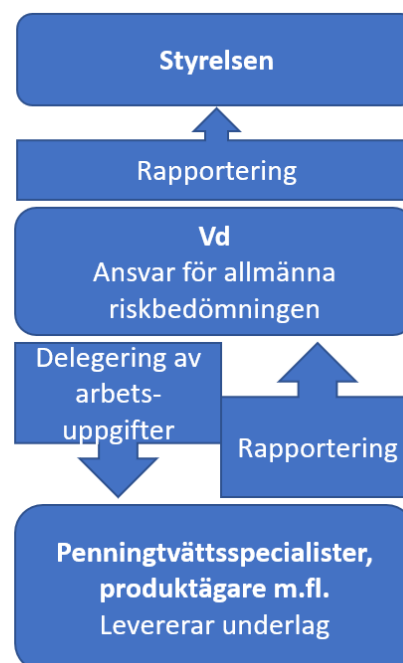 Styrelsen
Rapportering
Vd
Ansvar för allmänna
riskbedömningen
Delegering av
arbets-
uppgifter
Rapportering
Penningtvättsspecialister,
produktägare m.fl.
Levererar underlag